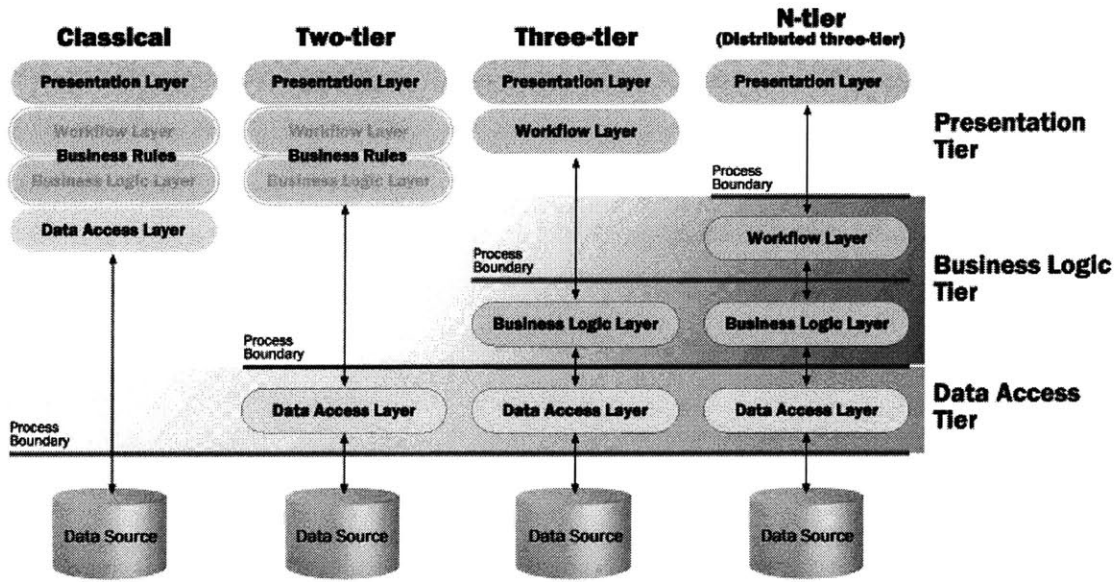 Classical
Two-tier
Three-tier
N-tier
(Distributed three-tier)
Presentation Layer
Presentation Layer
Presentation Layer
Presentation Layer
Workflow Layer
Workflow Layer
Workflow Layer
Presentation
Tier
Business Rules
Business Rules
Business Logic Layer
Business Logic Layer
Process
Boundary
Data Access Layer
Workflow Layer
Process
Boundary
Business Logic
Tier
Business Logic Layer
Business Logic Layer
Process
Boundary
Data Access Layer
Data Access Layer
Data Access Layer
Data Access
Tier
Process
Boundary
Data Source
Data Source
Data Source
Data Source